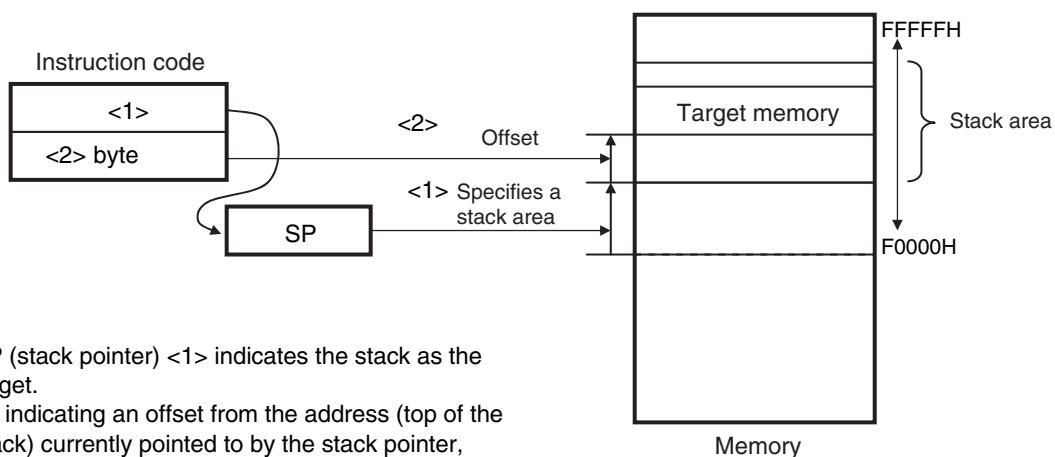 FFFFFH
Instruction code
<1>
<2>
Target memory
Stack area
<2> byte
Offset
<1> Specifies a
stack area
SP
F0000H
(stack pointer) <1> indicates the stack as the
indicating an offset from the address (top of the
currently pointed to by the stack pointer,
Memory